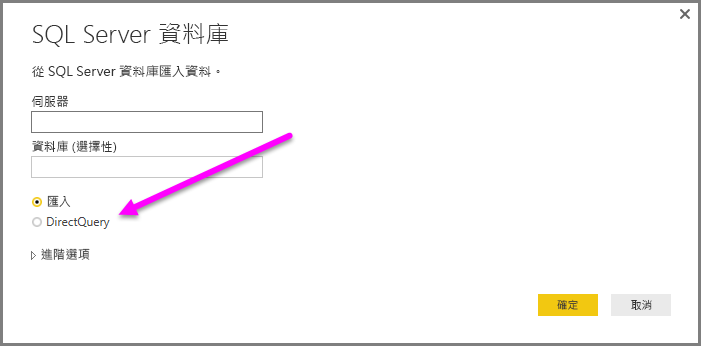 SQL Server 資料庫
從 SQL Server 資料庫匯入資料。
伺服器
資料庫 (選擇性)
匯入
DirectQuery
進階選項
確定
取消